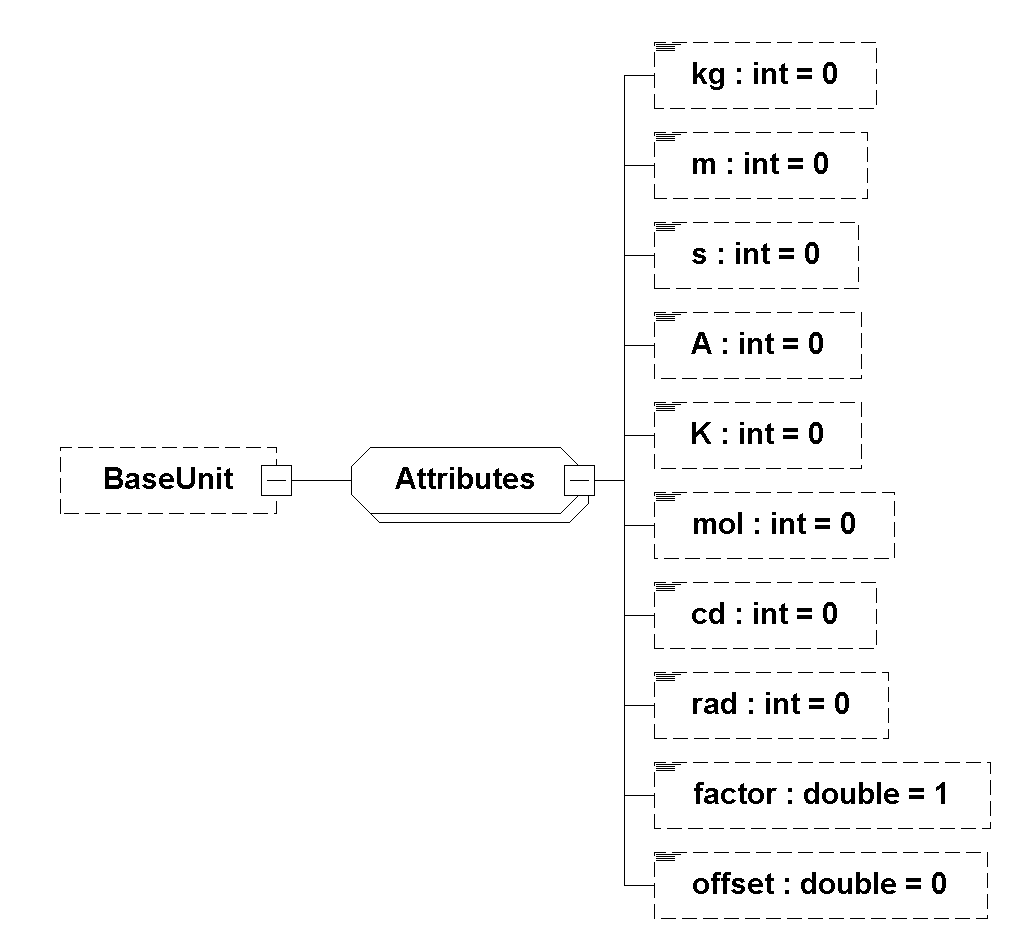 kg : int = 0
m : int = 0
s : int = 0
A : int = 0
K : int = 0
BaseUnit
Attributes
mol : int = 0
cd : int = 0
rad : int = 0
factor : double = 1
offset : double = 0